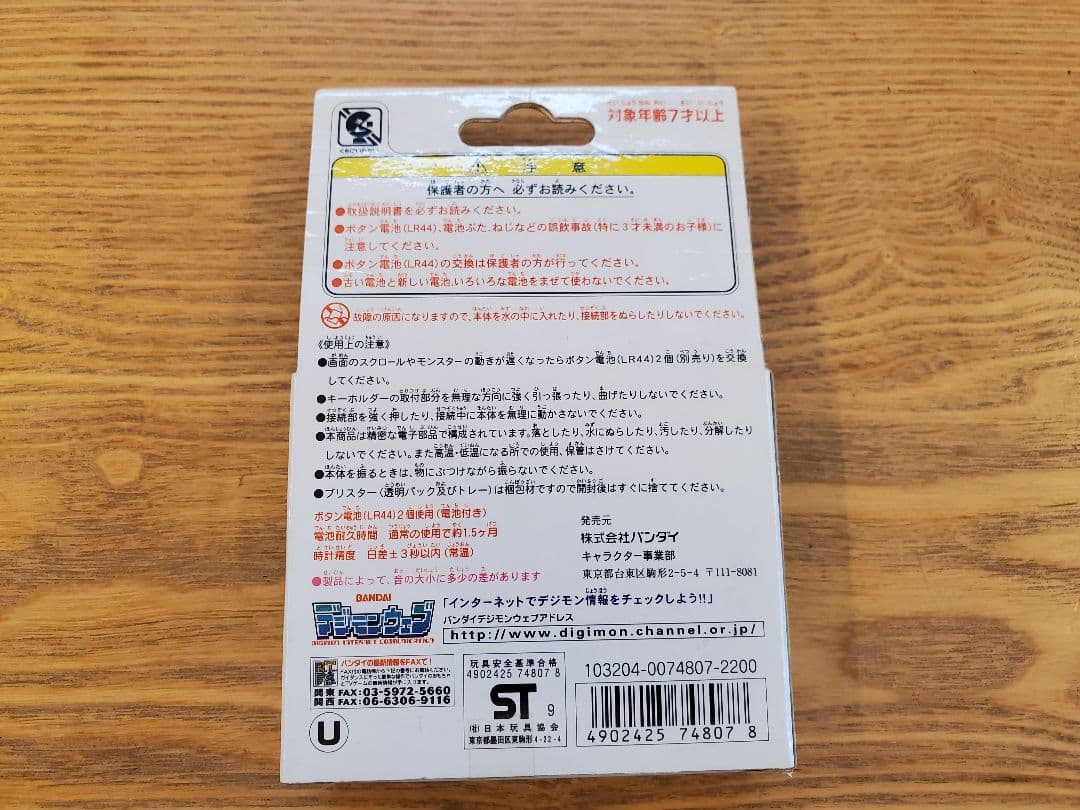 対象年齢7才以上
くちにいれない
注意
保護者の方へ 必ずお読みください。
●取扱説明書を必ずお読みください。
●ボタン電池(LR44)、電池ぶた、ねじなどの誤飲事故(特に3才未満のお子様)に
注意してください。
●ボタン電池(LR44)の交換は保護者の方が行ってください。
●古い電池と新しい電池、いろいろな電池をまぜて使わないでください。
故障の原因になりますので、本体を水の中に入れたり、接続部をぬらしたりしないでください。
《使用上の注意》
●画面のスクロールやモンスターの動きが遅くなったらボタン電池(LR44)2個(別売り)を交換
してください。
●キーホルダーの取付部分を無理な方向に強く引っ張ったり、曲げたりしないでください。
●接続部を強く押したり、接続中に本体を無理に動かさないでください。
●本商品は精密な電子部品で構成されています。落としたり、水にぬらしたり、汚したり、分解したり
しないでください。また高温・低温になる所での使用、保管はさけてください。
●本体を振るときは、物にぶつけながら振らないでください。
●ブリスター(透明パック及びトレー)は梱包材ですので開封後はすぐに捨ててください。
ボタン電池(LR44)2個使用(電池付き)
電池耐久時間 通常の使用で約1.5ヶ月
時計精度 日差±3秒以内(常温)
●製品によって、音の大小に多少の差があります
発売元
株式会社バンダイ
キャラクター事業部
東京都台東区駒形2-5-4 〒111-8081
BANDAI
デジモンウェブ
DIGIMON INTERNET COMMUNICATION
「インターネットでデジモン情報をチェックしよう!!」
バンダイデジモンウェブアドレス
http://www.digimon.channel.or.jp/
バンダイの最新情報をFAXで!
関東 FAX:03-5972-5660
関西 FAX:06-6306-9116
U
玩具安全基準合格
4902425 74807 8
ST 9
(社)日本玩具協会
東京都墨田区東駒形4-22-4
103204-0074807-2200
4902425 748078